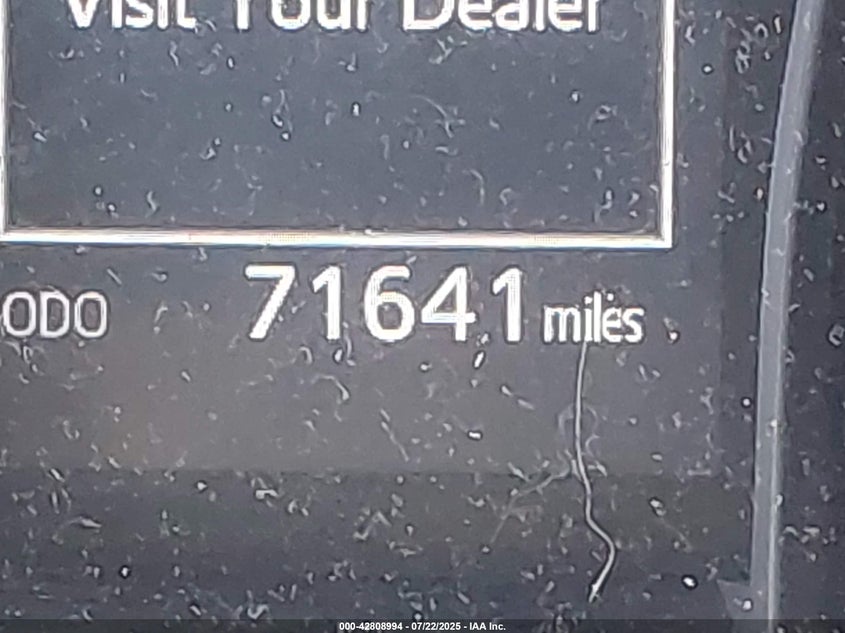 Visit Your Dealer
ODO 71641 miles
000-42808994 - 07/22/2025 - IAA Inc.